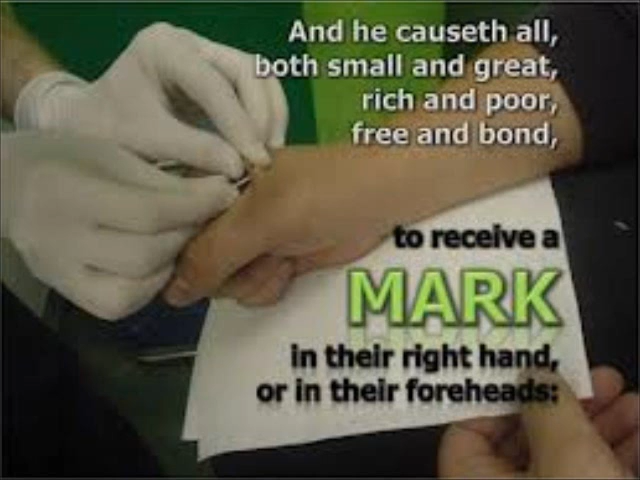 And he causeth all,
both small and great,
rich and poor,
free and bond,
to receive a
MARK
in their right hand,
or in their foreheads: